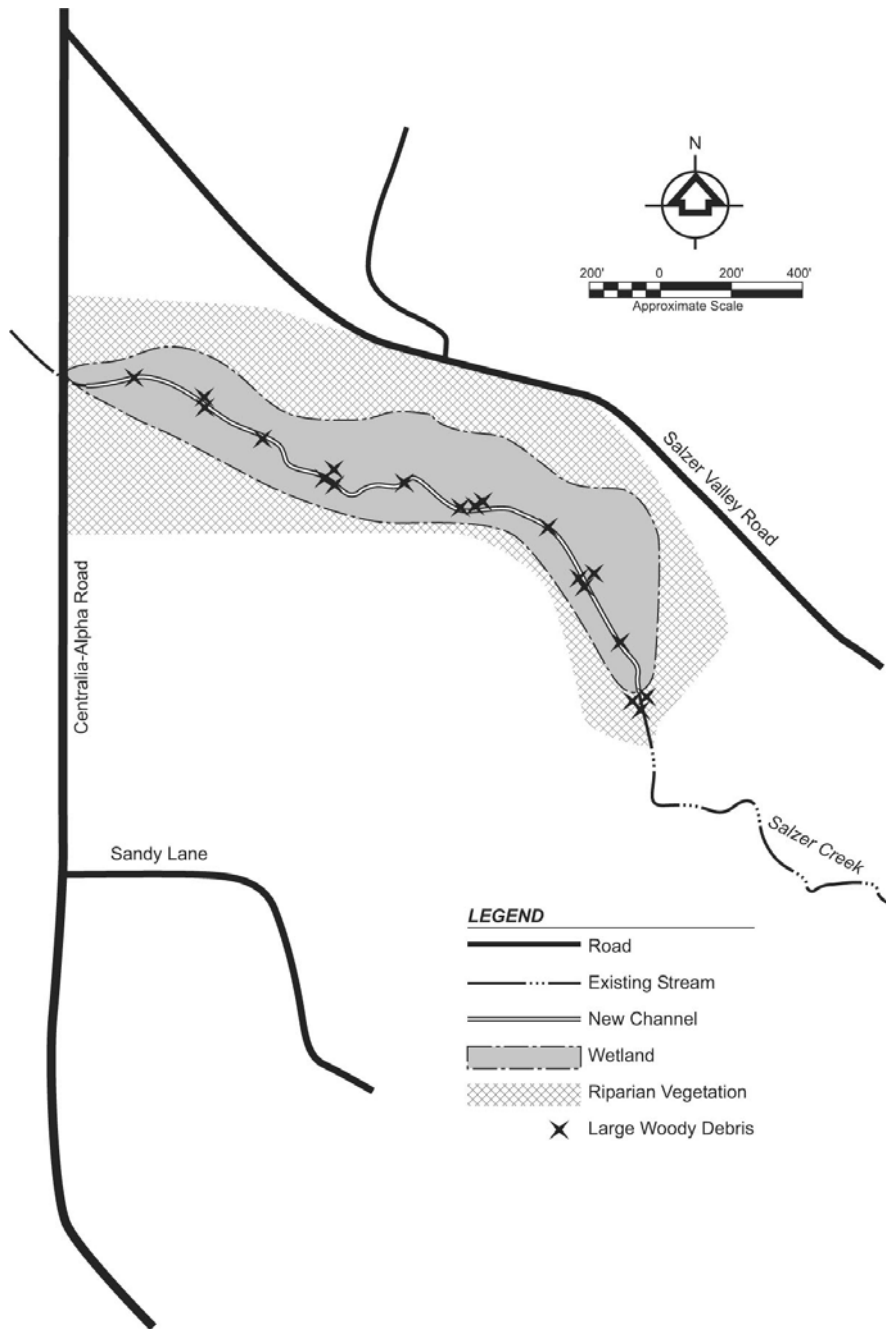 N
200' 0 200' 400'
Approximate Scale
Salzer Valley Road
Centralia-Alpha Road
Salzer Creek
Sandy Lane
LEGEND
Road
Existing Stream
New Channel
Wetland
Riparian Vegetation
Large Woody Debris